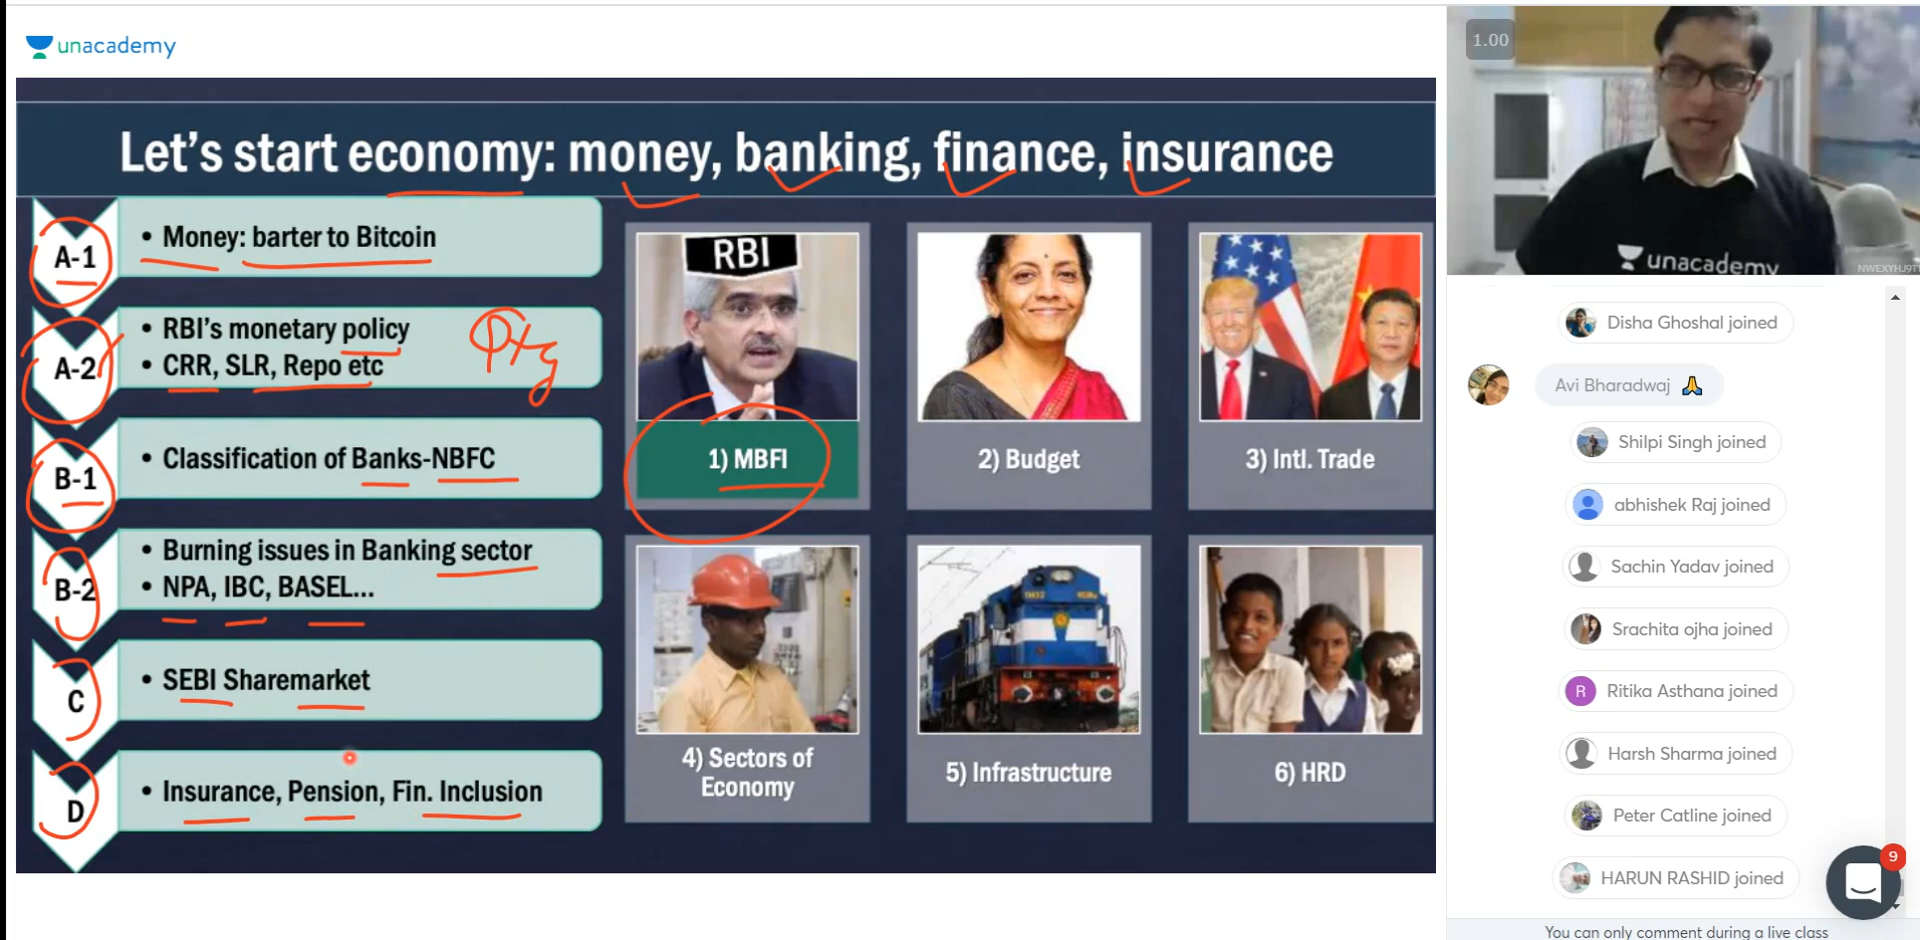 unacademy
Let's start economy: money, banking, finance, insurance
A-1
• Money: barter to Bitcoin
A-2
• RBI's monetary policy
• CRR, SLR, Repo etc
B-1
• Classification of Banks-NBFC
B-2
• Burning issues in Banking sector
• NPA, IBC, BASEL...
C
• SEBI Sharemarket
D
• Insurance, Pension, Fin. Inclusion
RBI
1) MBFI
2) Budget
3) Intl. Trade
4) Sectors of
Economy
5) Infrastructure
6) HRD
1.00
unacademy
Disha Ghoshal joined
Avi Bharadwaj 🙏
Shilpi Singh joined
abhishek Raj joined
Sachin Yadav joined
Srachita ojha joined
R
Ritika Asthana joined
Harsh Sharma joined
Peter Catline joined
HARUN RASHID joined
9
You can only comment during a live class